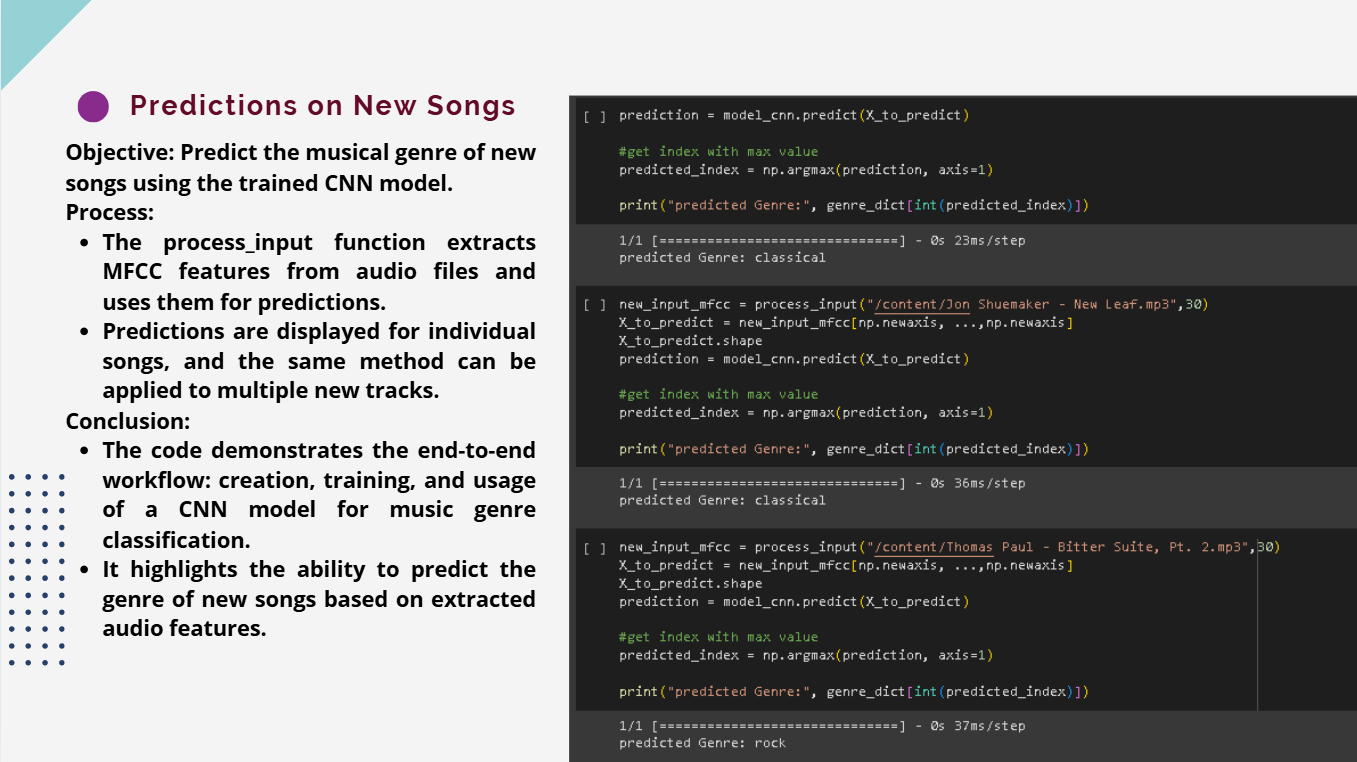 Predictions on New Songs
Objective: Predict the musical genre of new
songs using the trained CNN model.
Process:
• The process_input function extracts
MFCC features from audio files and
uses them for predictions.
• Predictions are displayed for individual
songs, and the same method can be
applied to multiple new tracks.
Conclusion:
• The code demonstrates the end-to-end
workflow: creation, training, and usage
of a CNN model for music genre
classification.
• It highlights the ability to predict the
genre of new songs based on extracted
audio features.
[ ] prediction = model_cnn.predict(X_to_predict)
#get index with max value
predicted_index = np.argmax(prediction, axis=1)
print("predicted Genre:", genre_dict[int(predicted_index)])
1/1 [==============================] - 0s 23ms/step
predicted Genre: classical
[ ] new_input_mfcc = process_input("/content/Jon Shuemaker - New Leaf.mp3",30)
X_to_predict = new_input_mfcc[np.newaxis, ...,np.newaxis]
X_to_predict.shape
prediction = model_cnn.predict(X_to_predict)
#get index with max value
predicted_index = np.argmax(prediction, axis=1)
print("predicted Genre:", genre_dict[int(predicted_index)])
1/1 [==============================] - 0s 36ms/step
predicted Genre: classical
[ ] new_input_mfcc = process_input("/content/Thomas Paul - Bitter Suite, Pt. 2.mp3",30)
X_to_predict = new_input_mfcc[np.newaxis, ...,np.newaxis]
X_to_predict.shape
prediction = model_cnn.predict(X_to_predict)
#get index with max value
predicted_index = np.argmax(prediction, axis=1)
print("predicted Genre:", genre_dict[int(predicted_index)])
1/1 [==============================] - 0s 37ms/step
predicted Genre: rock